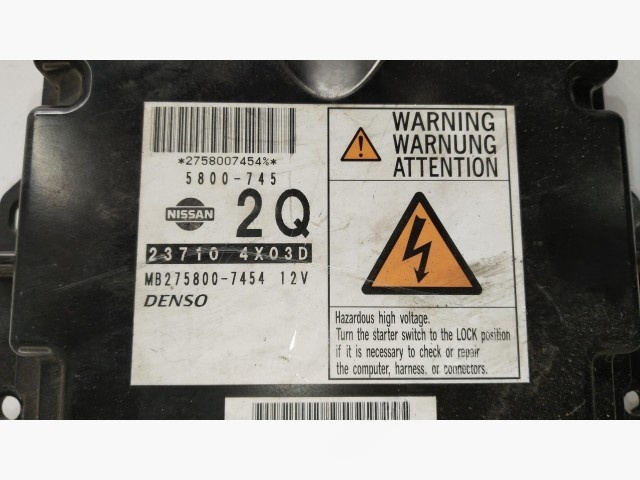 *2758007454%*
5800-745
NISSAN 2Q
23710 4X03D
MB275800-7454 12V
DENSO
WARNING
WARNUNG
ATTENTION
Hazardous high voltage.
Turn the starter switch to the LOCK position
if it is necessary to check or repair
the computer, harness, or connectors.